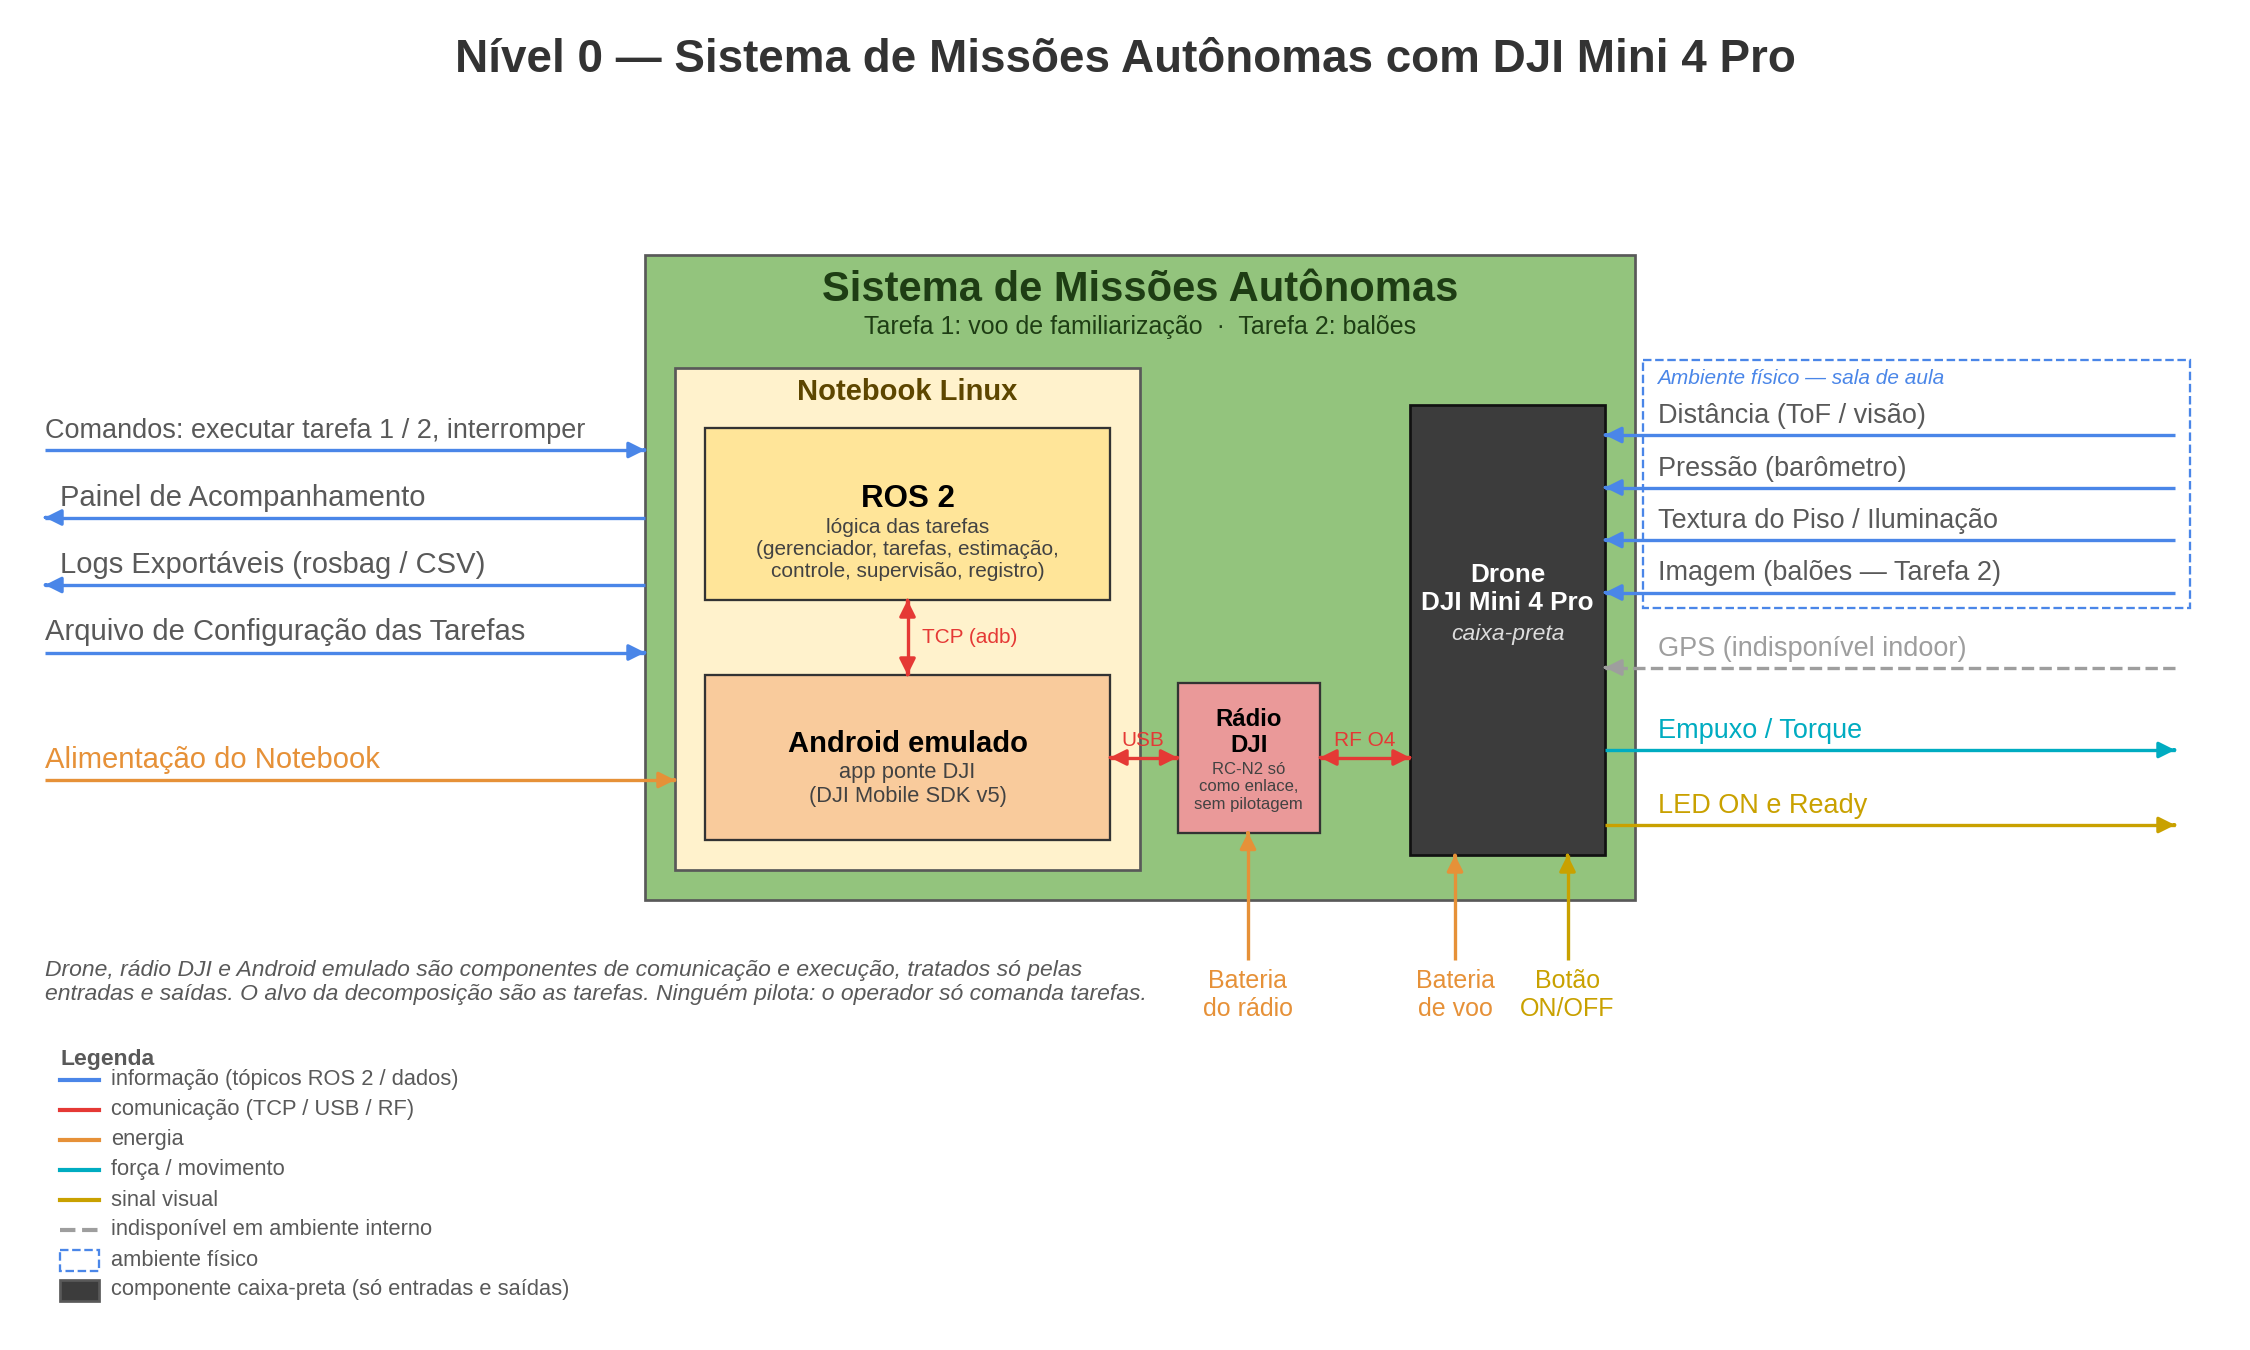 Nível 0 — Sistema de Missões Autônomas com DJI Mini 4 Pro
Sistema de Missões Autônomas
Tarefa 1: voo de familiarização · Tarefa 2: balões
Comandos: executar tarefa 1 / 2, interromper
Painel de Acompanhamento
Logs Exportáveis (rosbag / CSV)
Arquivo de Configuração das Tarefas
Alimentação do Notebook
Notebook Linux
ROS 2
lógica das tarefas
(gerenciador, tarefas, estimação,
controle, supervisão, registro)
TCP (adb)
Android emulado
app ponte DJI
(DJI Mobile SDK v5)
USB
Rádio
DJI
RC-N2 só
como enlace,
sem pilotagem
RF O4
Drone
DJI Mini 4 Pro
caixa-preta
Ambiente físico — sala de aula
Distância (ToF / visão)
Pressão (barômetro)
Textura do Piso / Iluminação
Imagem (balões — Tarefa 2)
GPS (indisponível indoor)
Empuxo / Torque
LED ON e Ready
Bateria
do rádio
Bateria
de voo
Botão
ON/OFF
Drone, rádio DJI e Android emulado são componentes de comunicação e execução, tratados só pelas
entradas e saídas. O alvo da decomposição são as tarefas. Ninguém pilota: o operador só comanda tarefas.
Legenda
informação (tópicos ROS 2 / dados)
comunicação (TCP / USB / RF)
energia
força / movimento
sinal visual
indisponível em ambiente interno
ambiente físico
componente caixa-preta (só entradas e saídas)